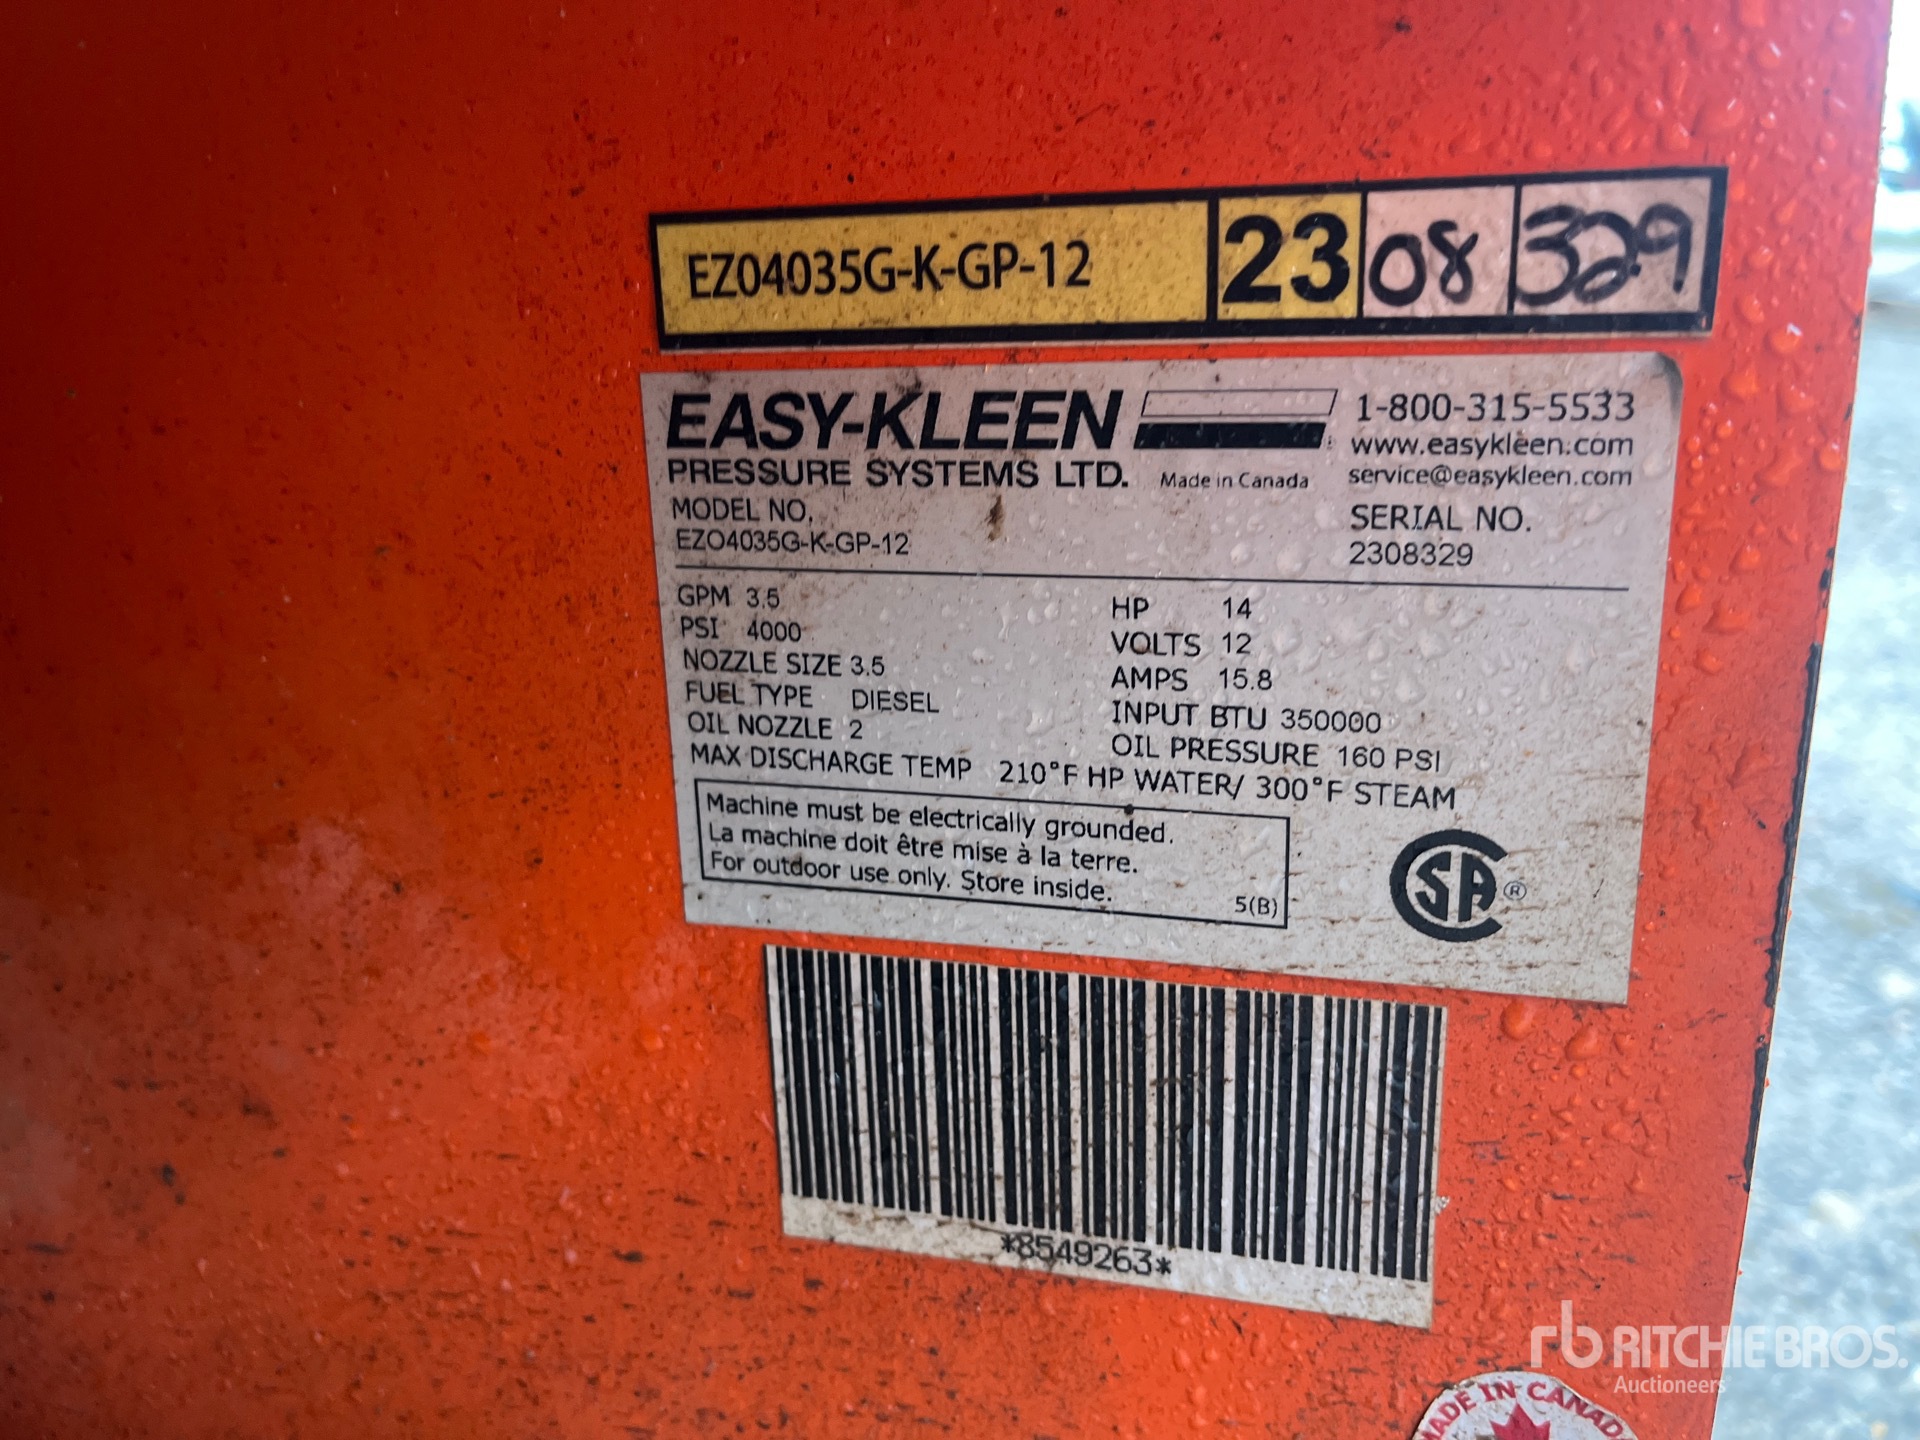 EZO4035G-K-GP-12 23 08 329
EASY-KLEEN
PRESSURE SYSTEMS LTD. Made in Canada
1-800-315-5533
www.easykleen.com
service@easykleen.com
MODEL NO.
EZO4035G-K-GP-12
SERIAL NO.
2308329
GPM 3.5
PSI 4000
NOZZLE SIZE 3.5
FUEL TYPE DIESEL
OIL NOZZLE 2
HP 14
VOLTS 12
AMPS 15.8
INPUT BTU 350000
OIL PRESSURE 160 PSI
MAX DISCHARGE TEMP 210°F HP WATER/ 300°F STEAM
Machine must be electrically grounded.
La machine doit être mise à la terre.
For outdoor use only. Store inside.
5(B)
CSA ®
*8549263*
rb RITCHIE BROS.
Auctioneers
MADE IN CANADA